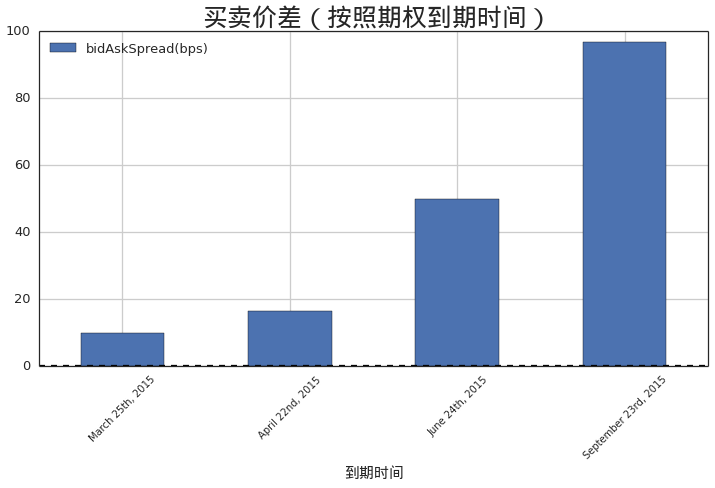 买卖价差（按照期权到期时间）
bidAskSpread(bps)
100
80
60
40
20
0
March 25th, 2015
April 22nd, 2015
June 24th, 2015
September 23rd, 2015
到期时间